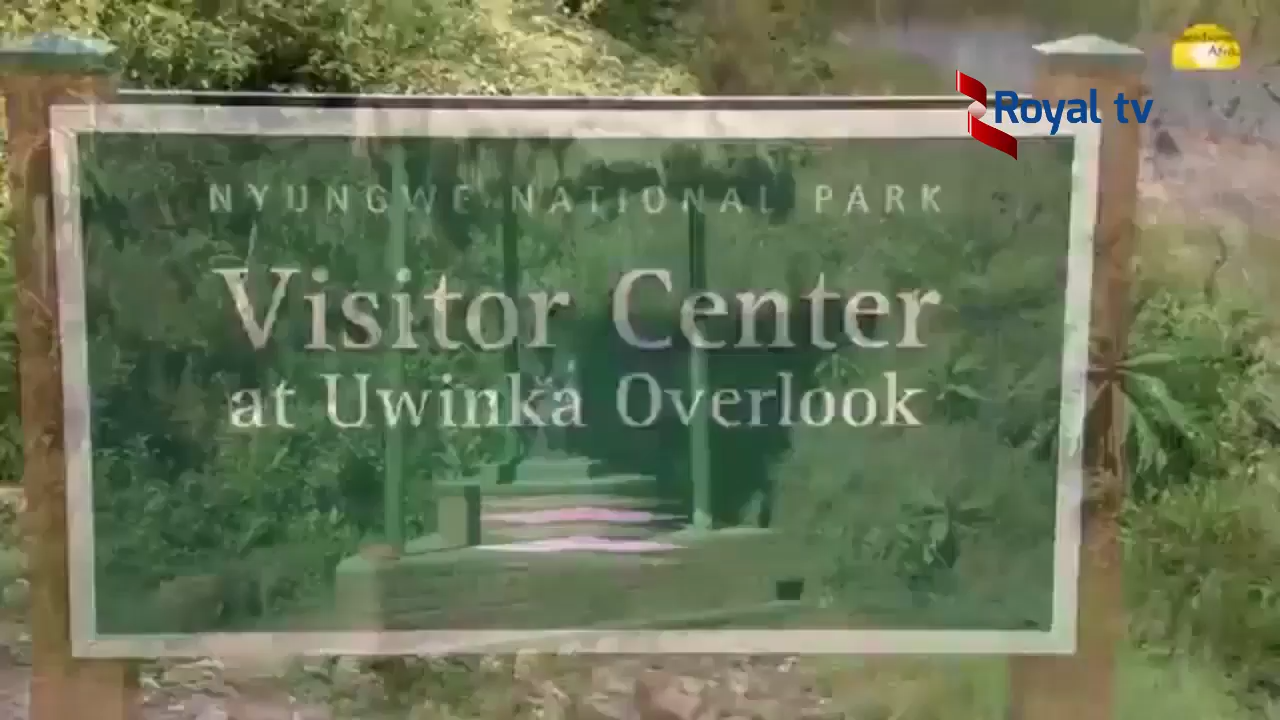 Royal tv
NYUNGWE NATIONAL PARK
Visitor Center
at Uwinka Overlook